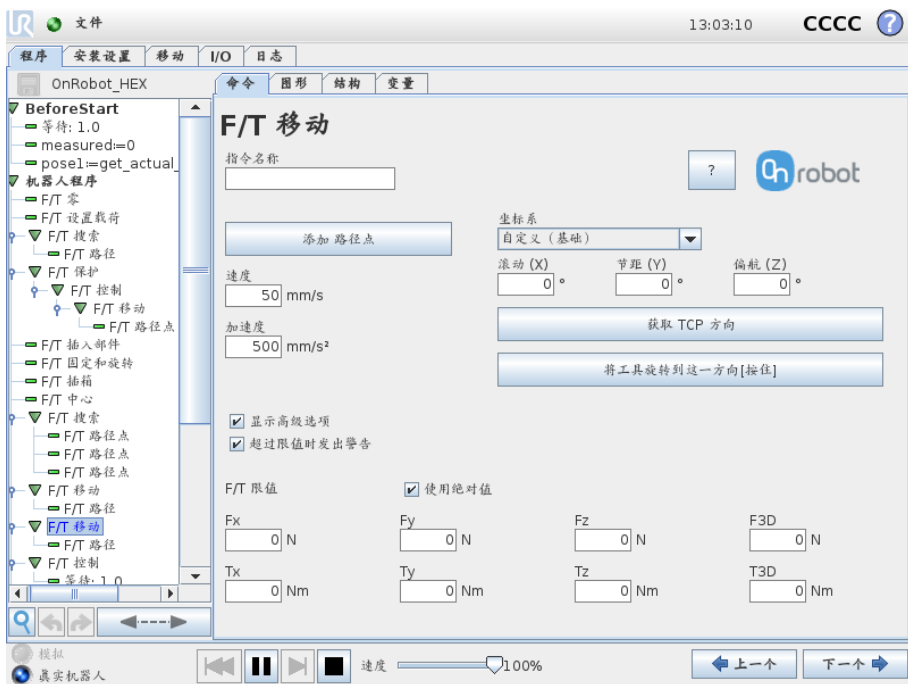 文件
13:03:10
CCCC
程序 安装设置 移动 I/O 日志
OnRobot_HEX
命令 图形 结构 变量
BeforeStart
等待: 1.0
measured:=0
pose1:=get_actual_
机器人程序
F/T 零
F/T 设置载荷
F/T 搜索
F/T 路径
F/T 保护
F/T 控制
F/T 移动
F/T 路径点
F/T 插入部件
F/T 固定和旋转
F/T 插箱
F/T 中心
F/T 搜索
F/T 路径点
F/T 路径点
F/T 路径点
F/T 移动
F/T 路径
F/T 移动
F/T 路径
F/T 控制
等待: 1.0
F/T 移动
指令名称
?
On robot
添加 路径点
坐标系
自定义（基础）
速度
50 mm/s
滚动 (X) 节距 (Y) 偏航 (Z)
0 ° 0 ° 0 °
加速度
500 mm/s²
获取 TCP 方向
将工具旋转到这一方向[按住]
显示高级选项
超过限值时发出警告
F/T 限值 使用绝对值
Fx Fy Fz F3D
0 N 0 N 0 N 0 N
Tx Ty Tz T3D
0 Nm 0 Nm 0 Nm 0 Nm
模拟
真实机器人
速度 100%
上一个 下一个